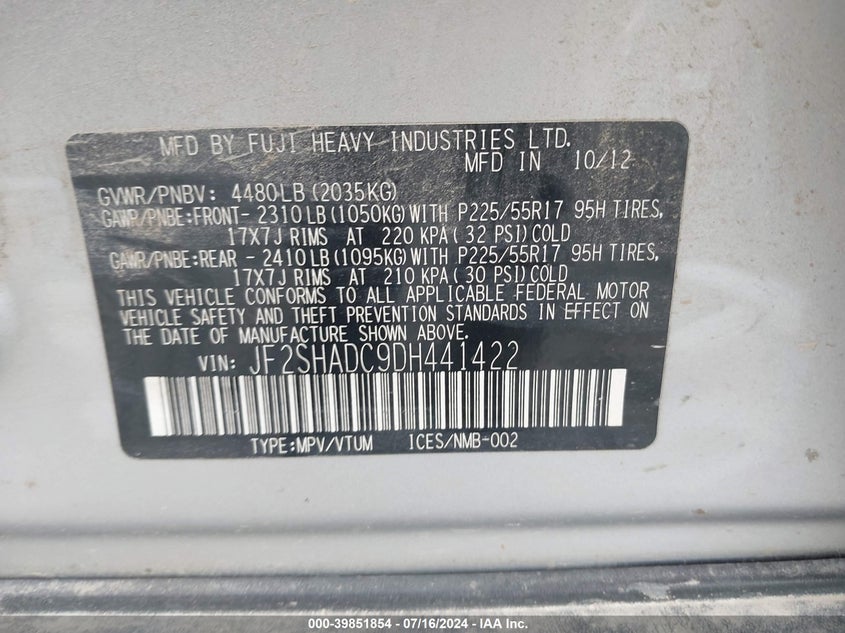 MFD BY FUJI HEAVY INDUSTRIES LTD.
MFD IN 10/12
GVWR/PNBV: 4480LB(2035KG)
GAWR/PNBE:FRONT- 2310LB(1050KG)WITH P225/55R17 95H TIRES,
17X7J RIMS AT 220 KPA( 32 PSI)COLD
GAWR/PNBE:REAR - 2410LB(1095KG)WITH P225/55R17 95H TIRES,
17X7J RIMS AT 210 KPA( 30 PSI)COLD
THIS VEHICLE CONFORMS TO ALL APPLICABLE FEDERAL MOTOR
VEHICLE SAFETY AND THEFT PREVENTION STANDARDS IN EFFECT ON
THE DATE OF MANUFACTURE SHOWN ABOVE.
VIN: JF2SHADC9DH441422
TYPE:MPV/VTUM ICES/NMB-002
000-39851854 / 07/16/2024 - IAA Inc.